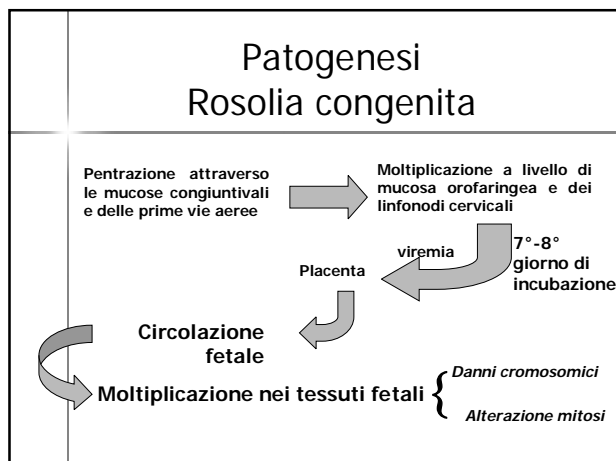 Patogenesi
Rosolia congenita
Pentrazione attraverso
le mucose congiuntivali
e delle prime vie aeree
Moltiplicazione a livello di
mucosa orofaringea e dei
linfonodi cervicali
viremia
7°-8°
giorno di
incubazione
Placenta
Circolazione
fetale
Moltiplicazione nei tessuti fetali
Danni cromosomici
Alterazione mitosi